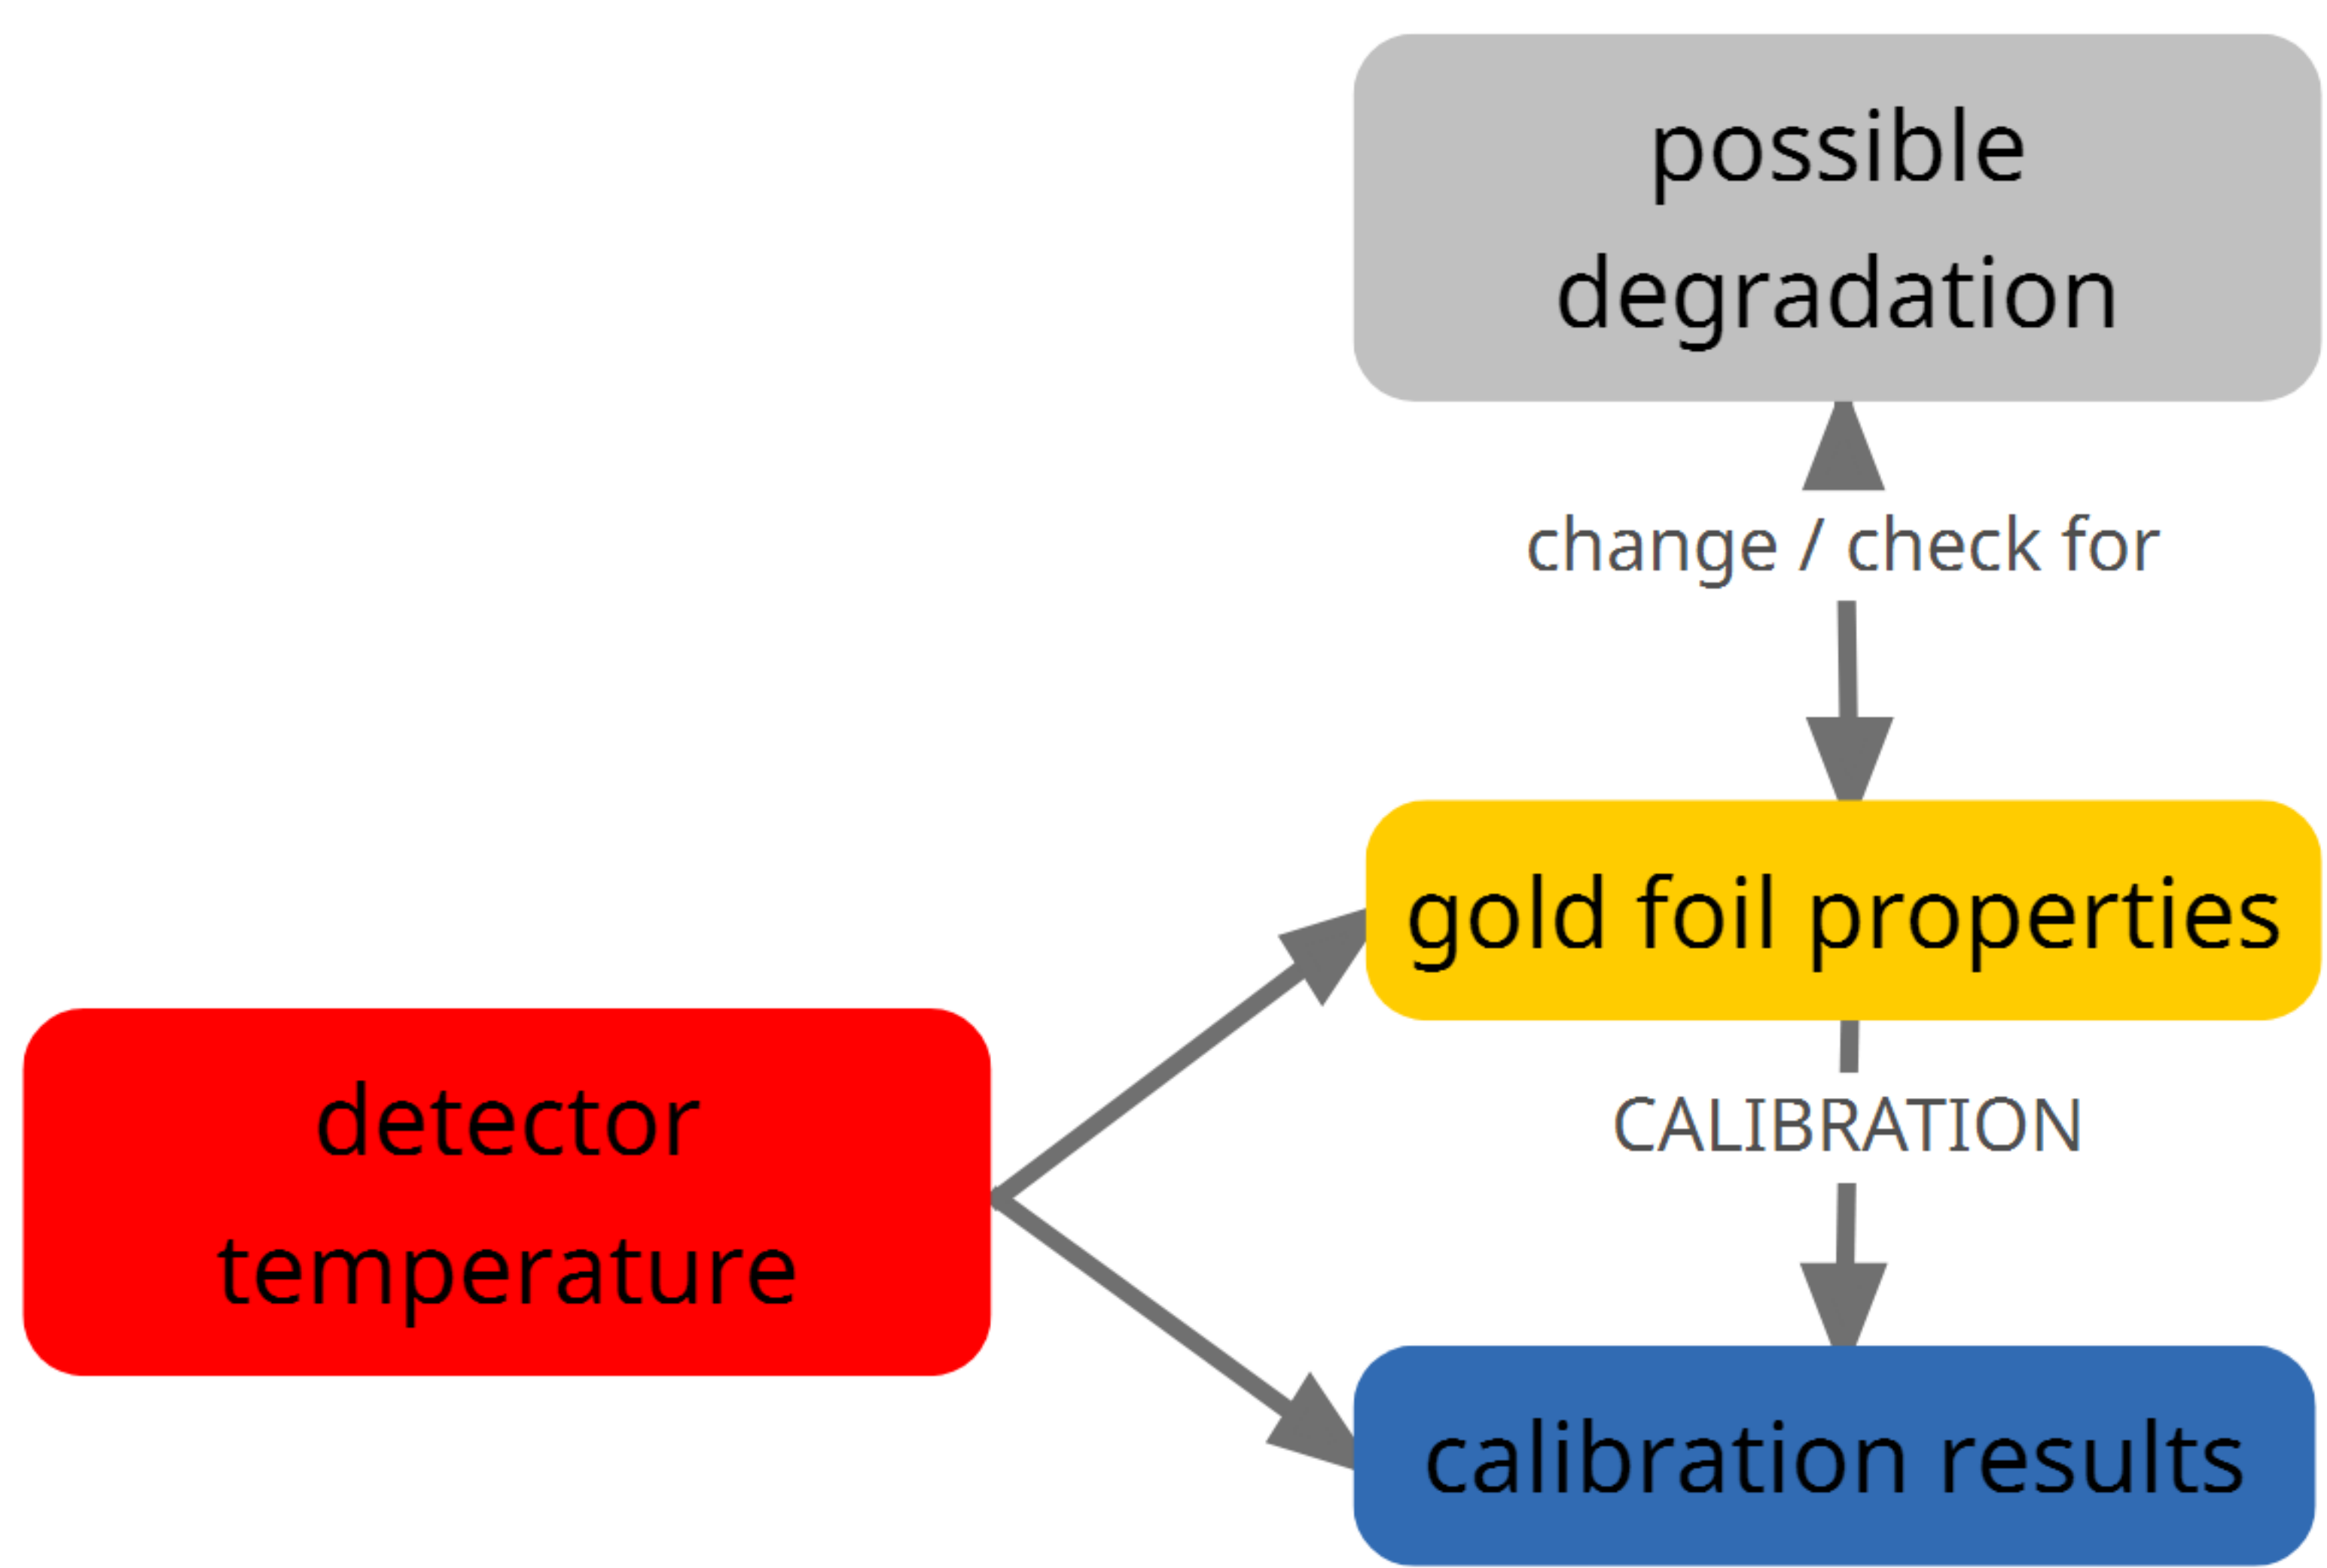 possible
degradation
change / check for
gold foil properties
detector
temperature
CALIBRATION
calibration results